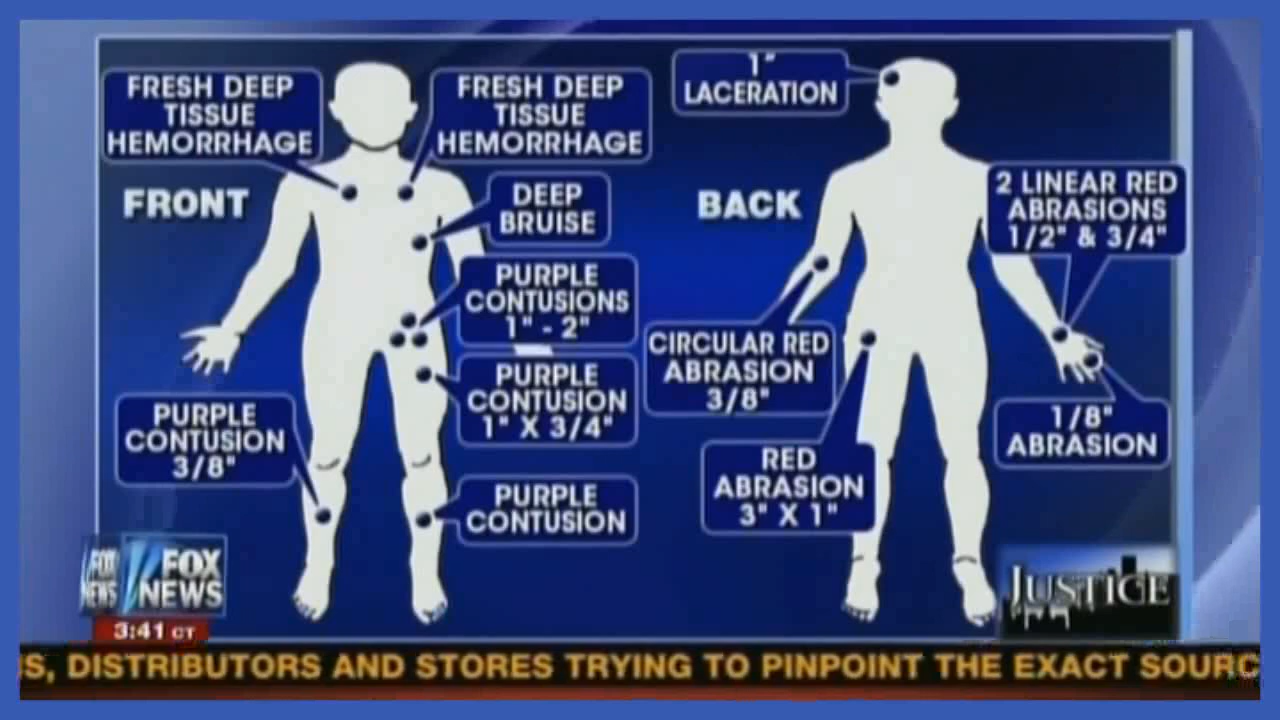 FRESH DEEP
TISSUE
HEMORRHAGE
FRESH DEEP
TISSUE
HEMORRHAGE
FRONT
DEEP
BRUISE
PURPLE
CONTUSIONS
1" - 2"
PURPLE
CONTUSION
1" X 3/4"
PURPLE
CONTUSION
3/8"
PURPLE
CONTUSION
1"
LACERATION
BACK
2 LINEAR RED
ABRASIONS
1/2" & 3/4"
CIRCULAR RED
ABRASION
3/8"
RED
ABRASION
3" X 1"
1/8"
ABRASION
FOX
NEWS
FOX
NEWS
3:41 CT
JUSTICE
S, DISTRIBUTORS AND STORES TRYING TO PINPOINT THE EXACT SOURC